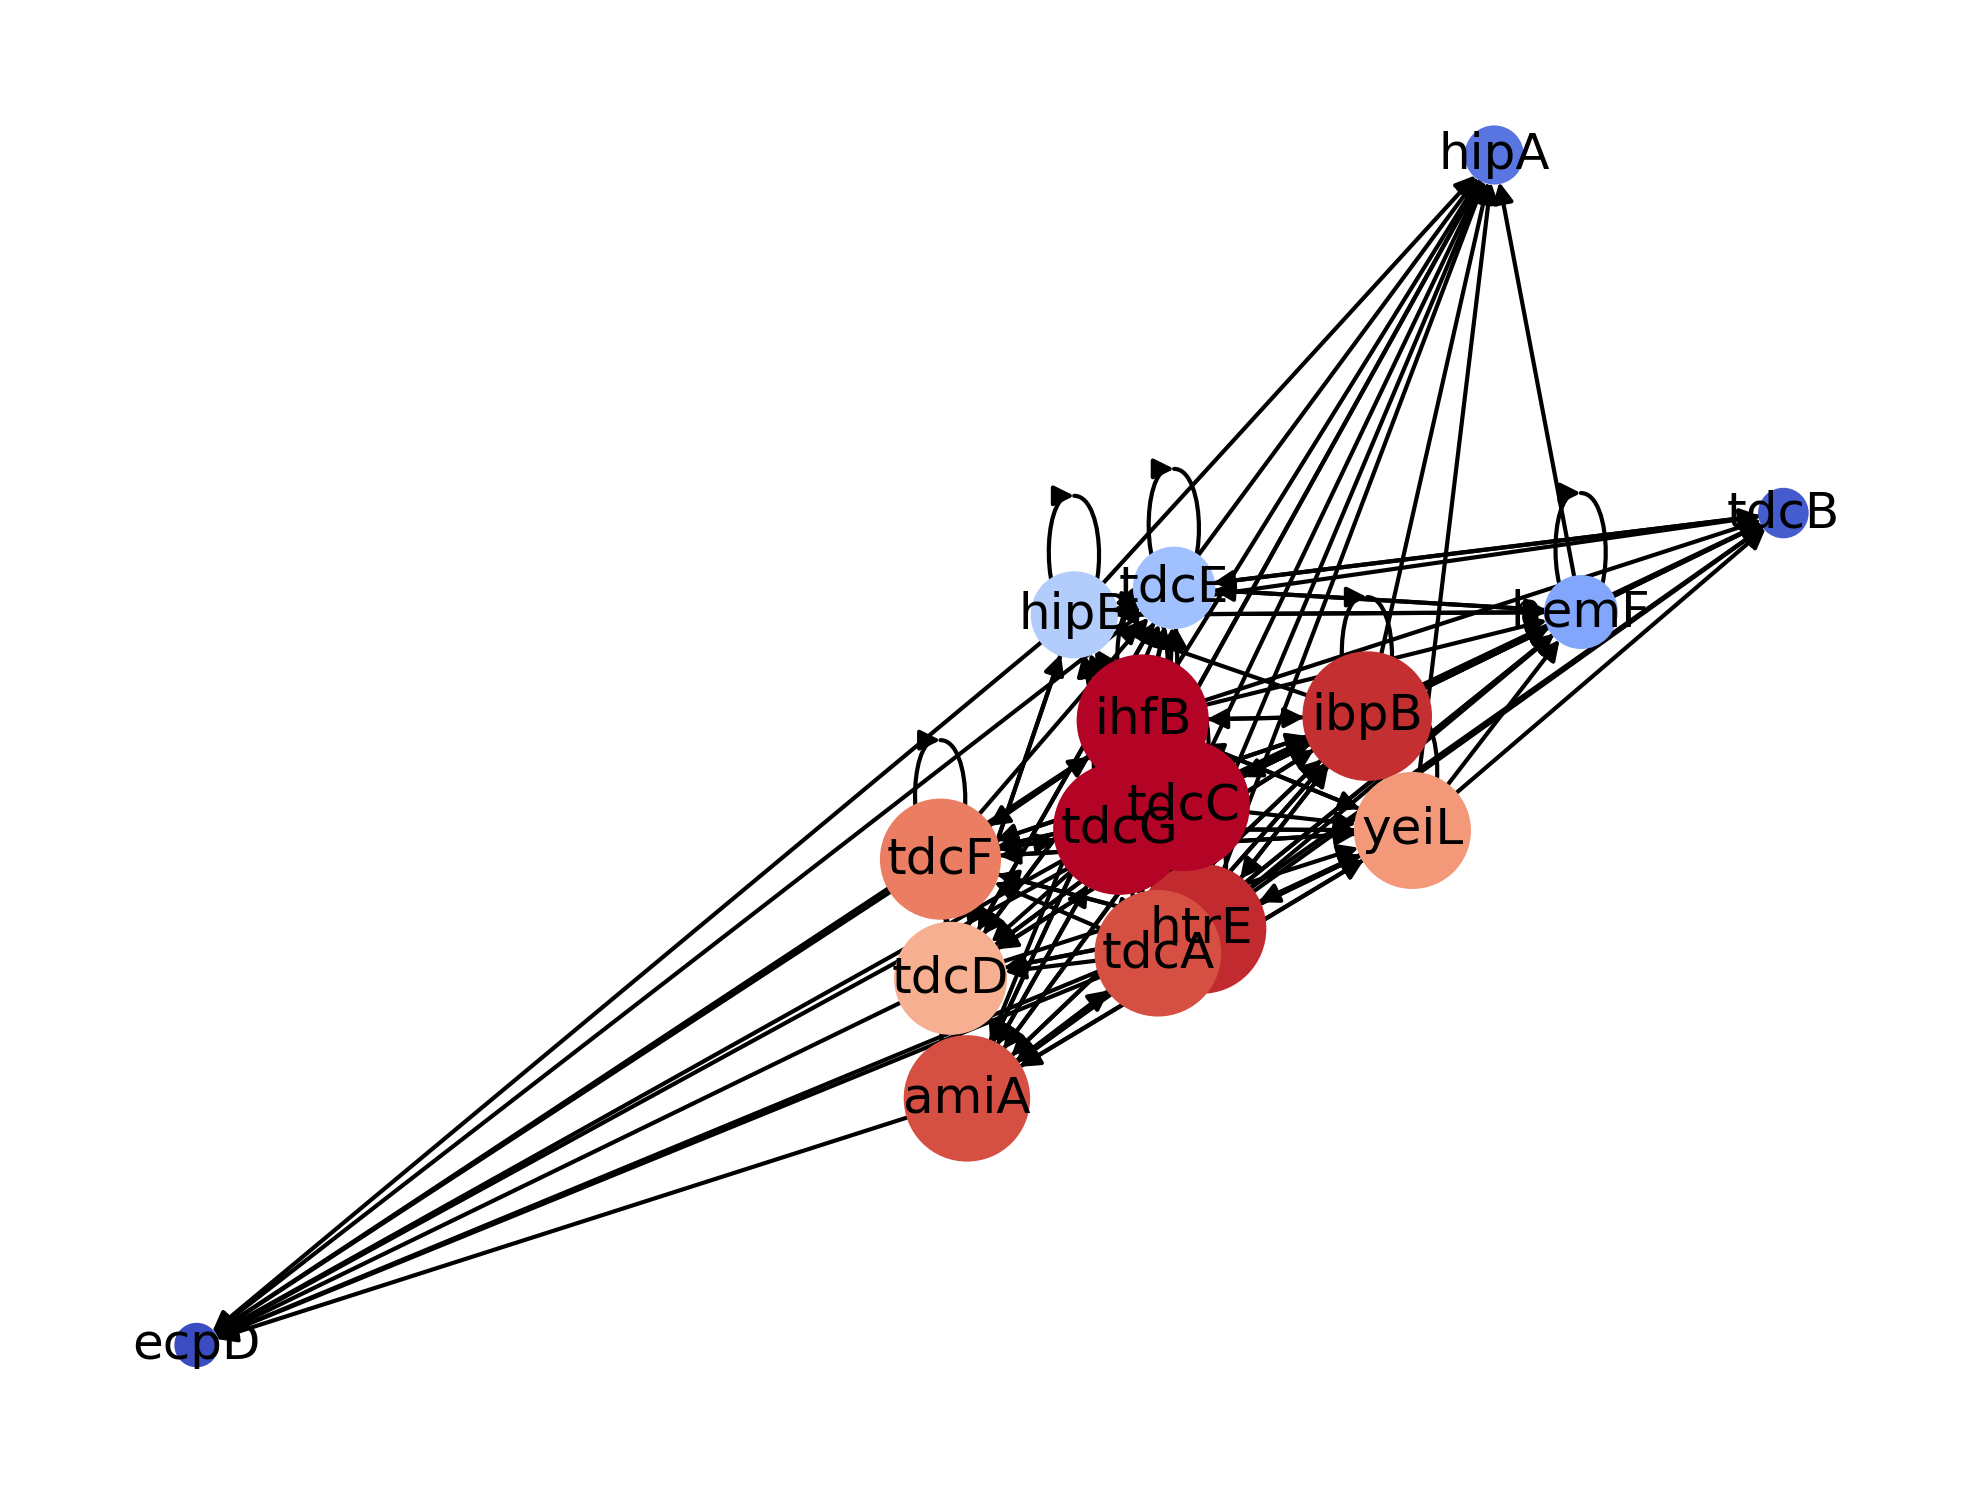 hipA
tdcB
tdcE
hipB
hemF
ihfB
ibpB
tdcC
tdcG
yeiL
tdcF
htrE
tdcA
tdcD
amiA
ecpD